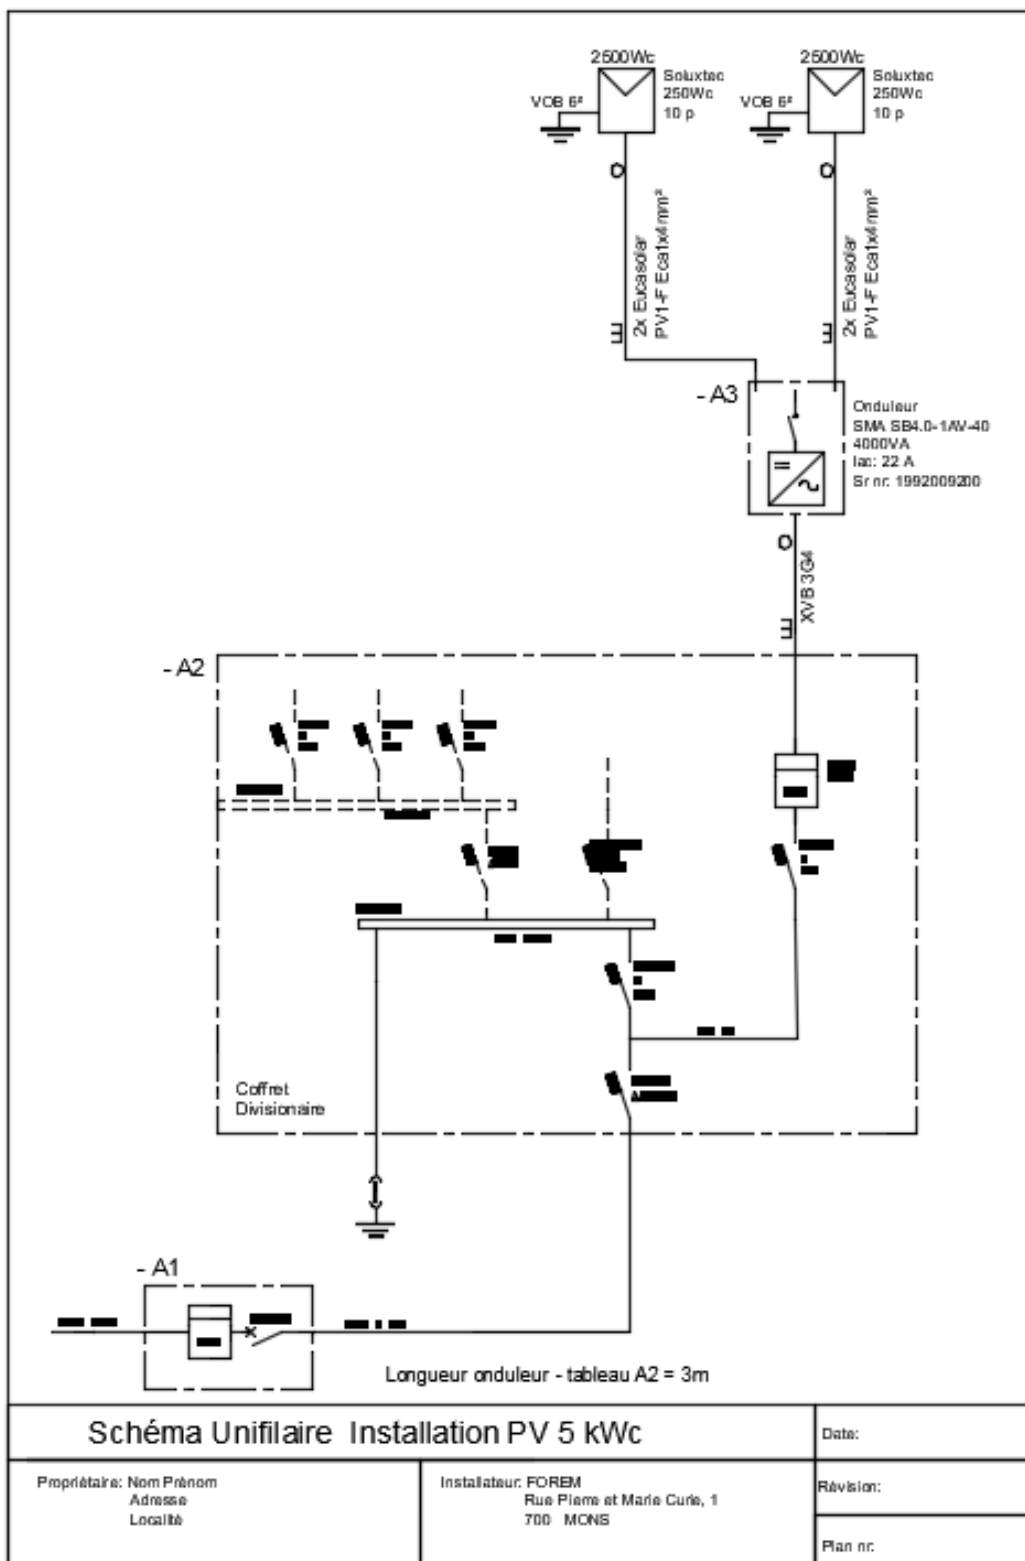 2500Wc
Soluxtec
250Wc
10 p
VOB 6²
2500Wc
Soluxtec
250Wc
10 p
VOB 6²
2x Eucasolar
PV1-F Eca1x4mm²
2x Eucasolar
PV1-F Eca1x4mm²
- A3
Onduleur
SMA SB4.0-1AV-40
4000VA
Iac: 22 A
Sr nr: 1992009200
XVB 3G4
- A2
Coffret
Divisionaire
- A1
Longueur onduleur - tableau A2 = 3m
Schéma Unifilaire Installation PV 5 kWc
Date:
Propriétaire: Nom Prénom
Adresse
Localité
Installateur: FOREM
Rue Pierre et Marie Curie, 1
700 MONS
Révision:
Plan nr: